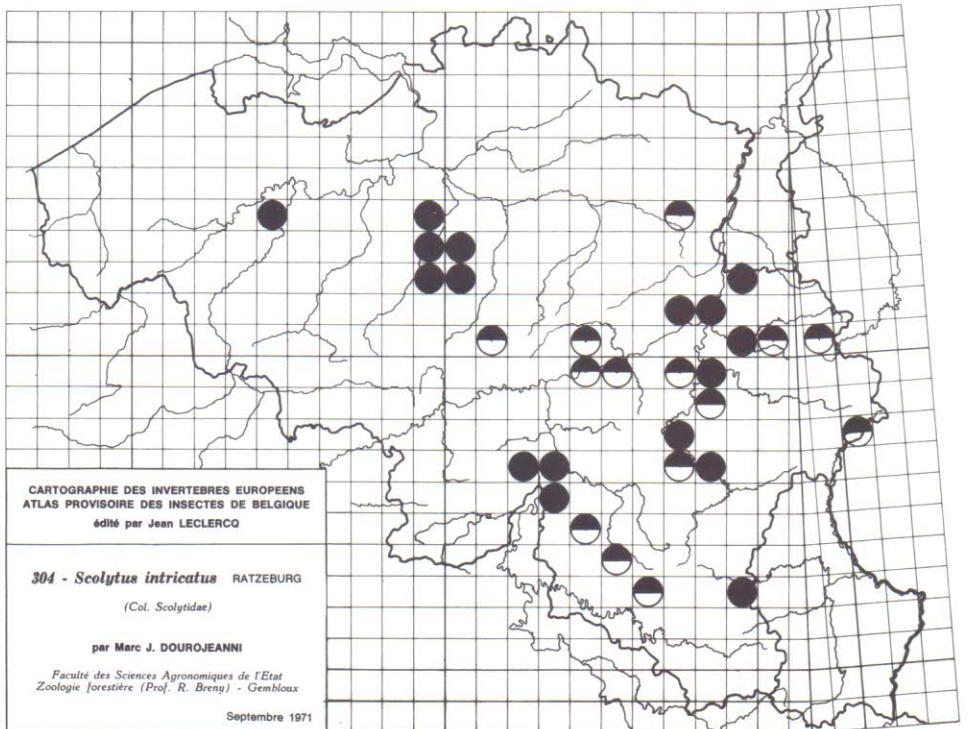 CARTOGRAPHIE DES INVERTEBRES EUROPEENS
ATLAS PROVISOIRE DES INSECTES DE BELGIQUE
édité par Jean LECLERCQ
304 - Scolytus intricatus RATZEBURG
(Col. Scolytidae)
par Marc J. DOUROJEANNI
Faculté des Sciences Agronomiques de l'Etat
Zoologie forestière (Prof. R. Breny) - Gembloux
Septembre 1971